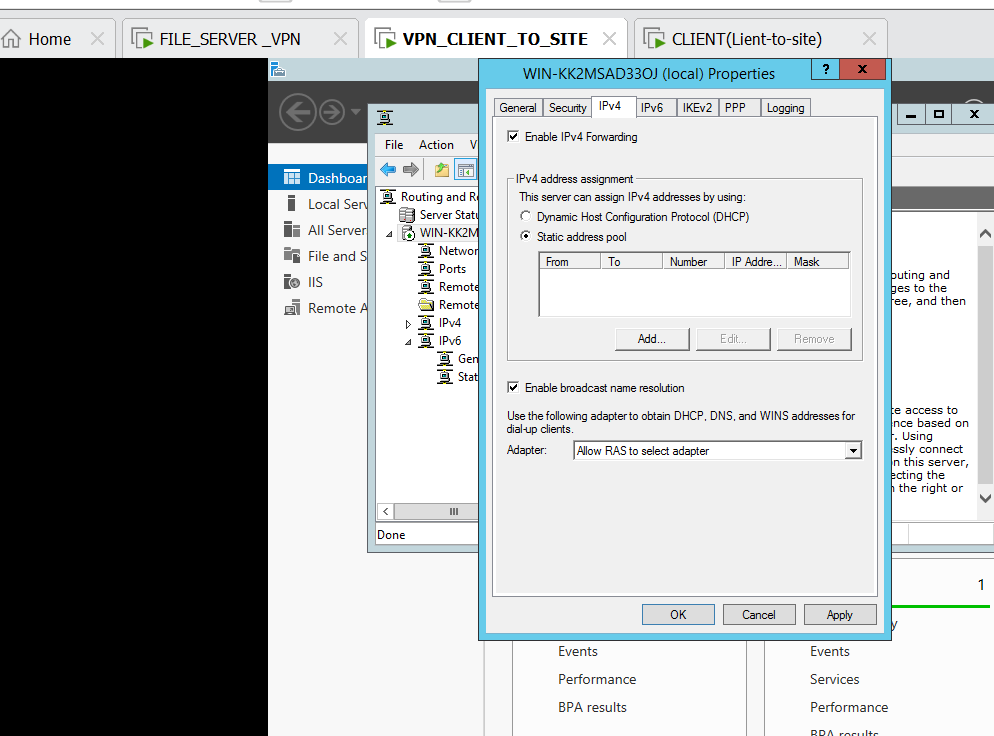 Home
FILE_SERVER _VPN
VPN_CLIENT_TO_SITE
CLIENT(Lient-to-site)
WIN-KK2MSAD33OJ (local) Properties
?
General
Security
IPv4
IPv6
IKEv2
PPP
Logging
Enable IPv4 Forwarding
IPv4 address assignment
This server can assign IPv4 addresses by using:
Dynamic Host Configuration Protocol (DHCP)
Static address pool
From
To
Number
IP Addre...
Mask
Add...
Edit...
Remove
Enable broadcast name resolution
Use the following adapter to obtain DHCP, DNS, and WINS addresses for
dial-up clients.
Adapter:
Allow RAS to select adapter
OK
Cancel
Apply
File
Action
V
Routing and R
Server Statu
WIN-KK2M
Networ
Ports
Remote
Remote
IPv4
IPv6
Gen
Stat
Done
Dashboar
Local Serv
All Server
File and S
IIS
Remote A
outing and
ges to the
ree, and then
te access to
ence based on
r. Using
ssly connect
on this server,
ecting the
n the right or
1
y
Events
Performance
BPA results
Events
Services
Performance
BPA results